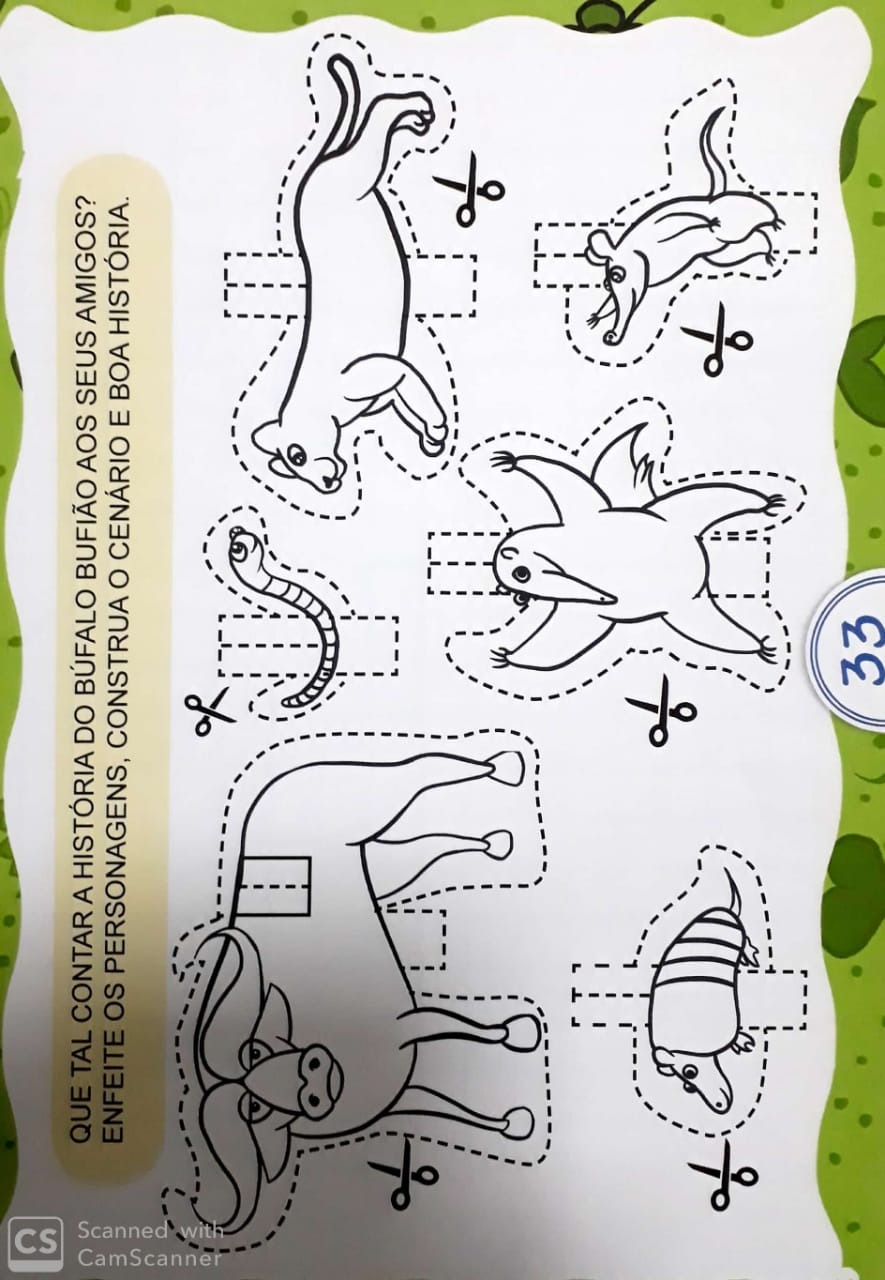 QUE TAL CONTAR A HISTÓRIA DO BÚFALO BUFIÃO AOS SEUS AMIGOS?
ENFEITE OS PERSONAGENS, CONSTRUA O CENÁRIO E BOA HISTÓRIA.
33
CS Scanned with
CamScanner